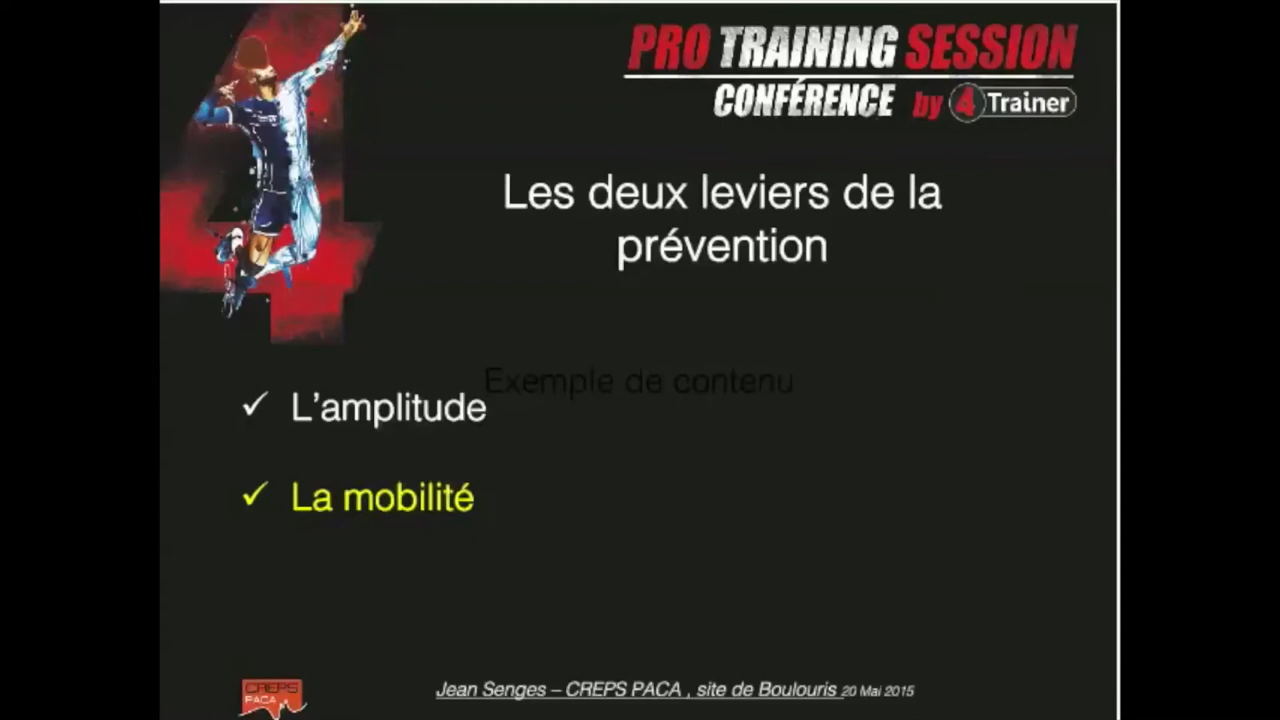 PRO TRAINING SESSION
CONFÉRENCE by 4 Trainer
Les deux leviers de la
prévention
Exemple de contenu
✓ L’amplitude
✓ La mobilité
CREPS
PACA
Jean Senges – CREPS PACA , site de Boulouris 20 Mai 2015